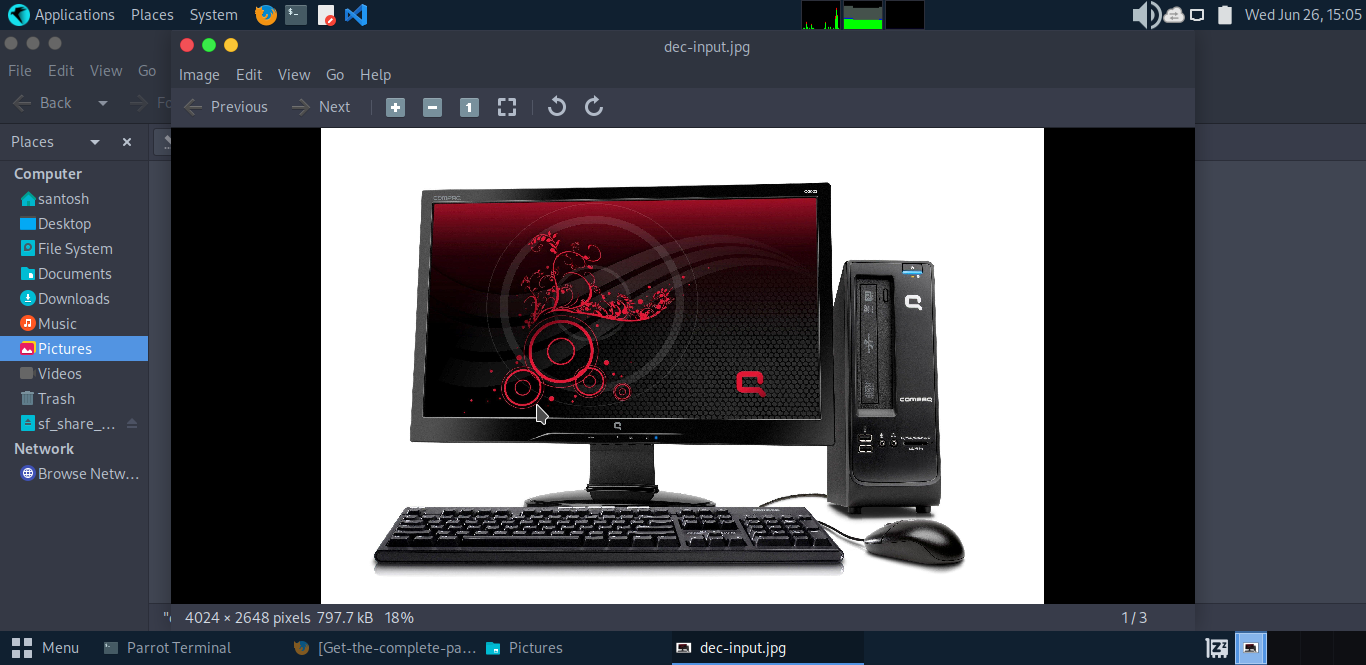 Applications Places System
Wed Jun 26, 15:05
dec-input.jpg
File Edit View Go
Image Edit View Go Help
Back
Previous Next 1
Places
Computer
santosh
Desktop
File System
Documents
Downloads
Music
Pictures
Videos
Trash
sf_share_...
Network
Browse Netw...
COMPAQ
COMPAQ
4024 × 2648 pixels 797.7 kB 18%
1 / 3
Menu Parrot Terminal [Get-the-complete-pa... Pictures dec-input.jpg